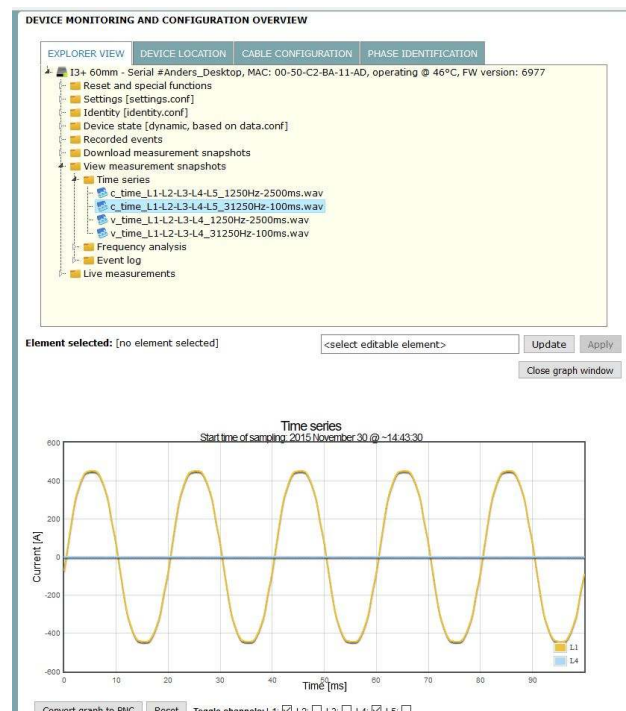 DEVICE MONITORING AND CONFIGURATION OVERVIEW
EXPLORER VIEW DEVICE LOCATION CABLE CONFIGURATION PHASE IDENTIFICATION
I3+ 60mm - Serial #Anders_Desktop, MAC: 00-50-C2-BA-11-AD, operating @ 46°C, FW version: 6977
Reset and special functions
Settings [settings.conf]
Identity [identity.conf]
Device state [dynamic, based on data.conf]
Recorded events
Download measurement snapshots
View measurement snapshots
Time series
c_time_L1-L2-L3-L4-L5_1250Hz-2500ms.wav
c_time_L1-L2-L3-L4-L5_31250Hz-100ms.wav
v_time_L1-L2-L3-L4_1250Hz-2500ms.wav
v_time_L1-L2-L3-L4_31250Hz-100ms.wav
Frequency analysis
Event log
Live measurements
Element selected: [no element selected] <select editable element> Update Apply
Close graph window
Time series
Start time of sampling: 2015 November 30 @ ~14:43:30
600
400
200
0
-200
-400
-600
Current [A]
L1
L4
0 10 20 30 40 50 60 70 80 90
Time [ms]
Convert graph to PNG Reset Toggle channels: L1: L2: L3: L4: L5: